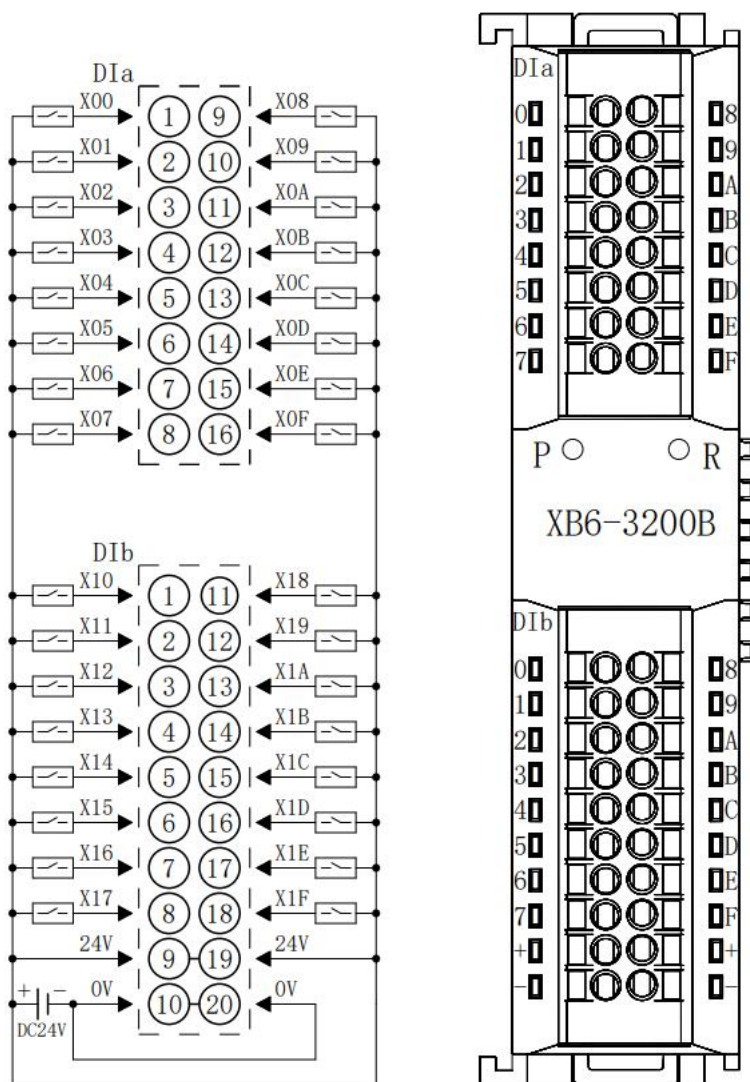 DIa
X00 1 9 X08
X01 2 10 X09
X02 3 11 X0A
X03 4 12 X0B
X04 5 13 X0C
X05 6 14 X0D
X06 7 15 X0E
X07 8 16 X0F
DIb
X10 1 11 X18
X11 2 12 X19
X12 3 13 X1A
X13 4 14 X1B
X14 5 15 X1C
X15 6 16 X1D
X16 7 17 X1E
X17 8 18 X1F
24V 9 19 24V
+ - 0V 10 20 0V
DC24V
DIa
0 8
1 9
2 A
3 B
4 C
5 D
6 E
7 F
P R
XB6-3200B
DIb
0 8
1 9
2 A
3 B
4 C
5 D
6 E
7 F
+ +
- -